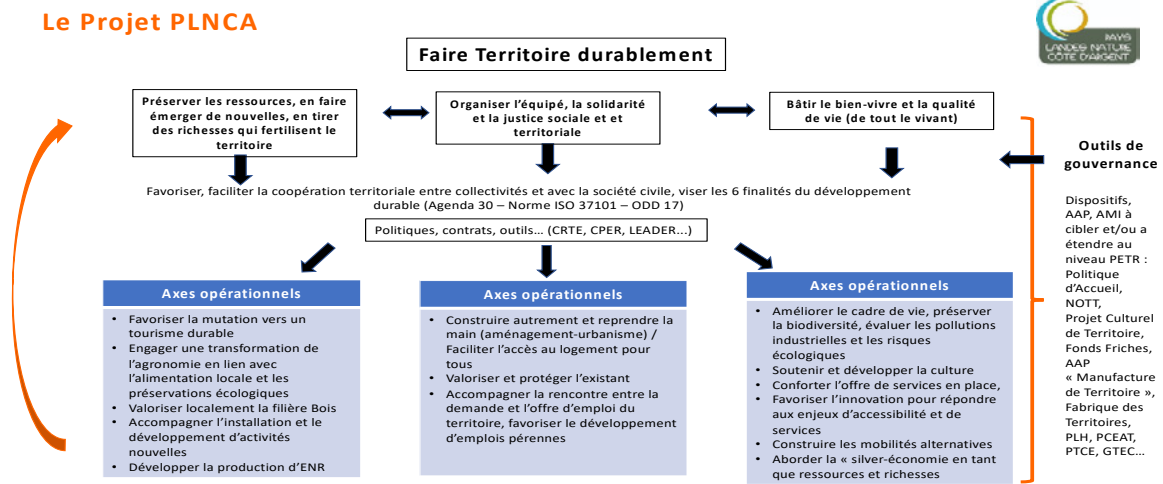 Le Projet PLNCA
PAYS
LANDES NATURE
CÔTE D'ARGENT
Faire Territoire durablement
Préserver les ressources, en faire
émerger de nouvelles, en tirer
des richesses qui fertilisent le
territoire
Organiser l'équipé, la solidarité
et la justice sociale et et
territoriale
Bâtir le bien-vivre et la qualité
de vie (de tout le vivant)
Favoriser, faciliter la coopération territoriale entre collectivités et avec la société civile, viser les 6 finalités du développement
durable (Agenda 30 – Norme ISO 37101 – ODD 17)
Politiques, contrats, outils... (CRTE, CPER, LEADER...)
Axes opérationnels
• Favoriser la mutation vers un
tourisme durable
• Engager une transformation de
l'agronomie en lien avec
l'alimentation locale et les
préservations écologiques
• Valoriser localement la filière Bois
• Accompagner l'installation et le
développement d'activités
nouvelles
• Développer la production d'ENR
Axes opérationnels
• Construire autrement et reprendre la
main (aménagement-urbanisme) /
Faciliter l'accès au logement pour
tous
• Valoriser et protéger l'existant
• Accompagner la rencontre entre la
demande et l'offre d'emploi du
territoire, favoriser le développement
d'emplois pérennes
Axes opérationnels
• Améliorer le cadre de vie, préserver
la biodiversité, évaluer les pollutions
industrielles et les risques
écologiques
• Soutenir et développer la culture
• Conforter l'offre de services en place,
• Favoriser l'innovation pour répondre
aux enjeux d'accessibilité et de
services
• Construire les mobilités alternatives
• Aborder la « silver-économie en tant
que ressources et richesses
Outils de
gouvernance
Dispositifs,
AAP, AMI à
cibler et/ou a
étendre au
niveau PETR :
Politique
d'Accueil,
NOTT,
Projet Culturel
de Territoire,
Fonds Friches,
AAP
« Manufacture
de Territoire »,
Fabrique des
Territoires,
PLH, PCEAT,
PTCE, GTEC...